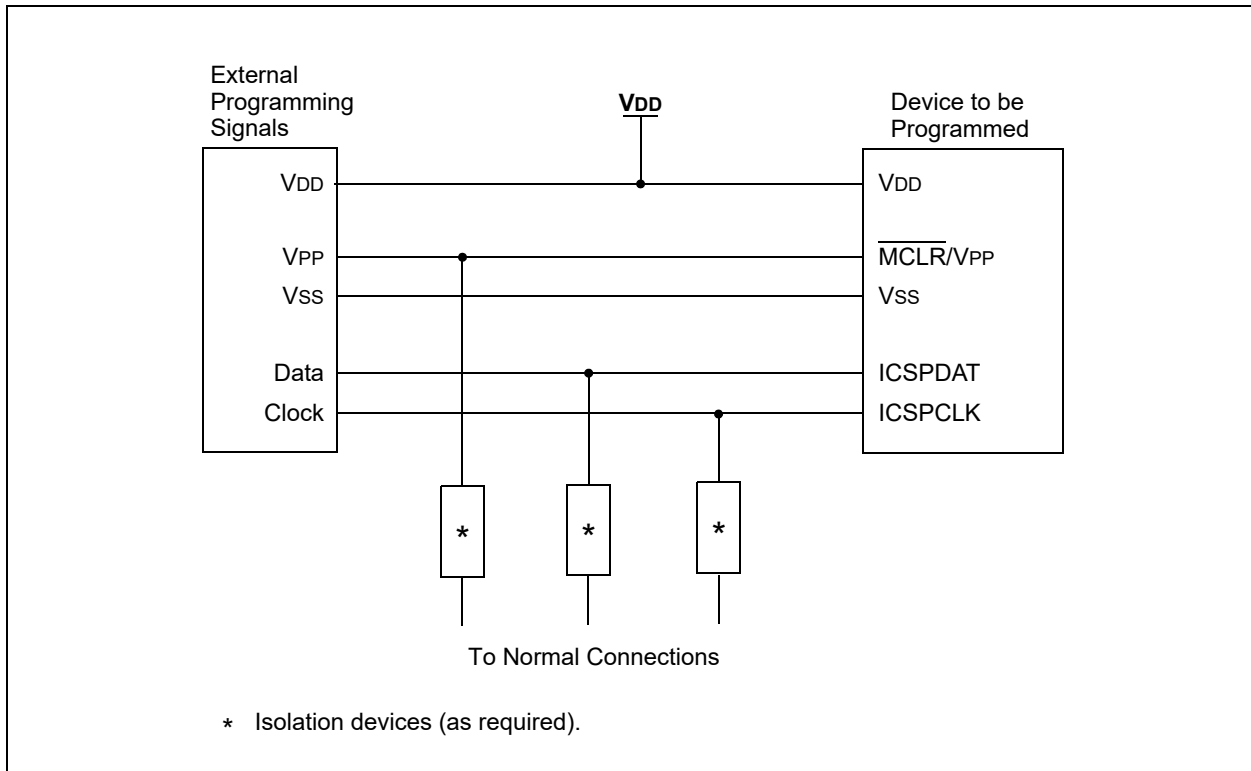 External
Programming
Signals
VDD
Device to be
Programmed
VDD
VDD
VPP
MCLR/VPP
VSS
VSS
Data
ICSPDAT
Clock
ICSPCLK
* * *
To Normal Connections
* Isolation devices (as required).